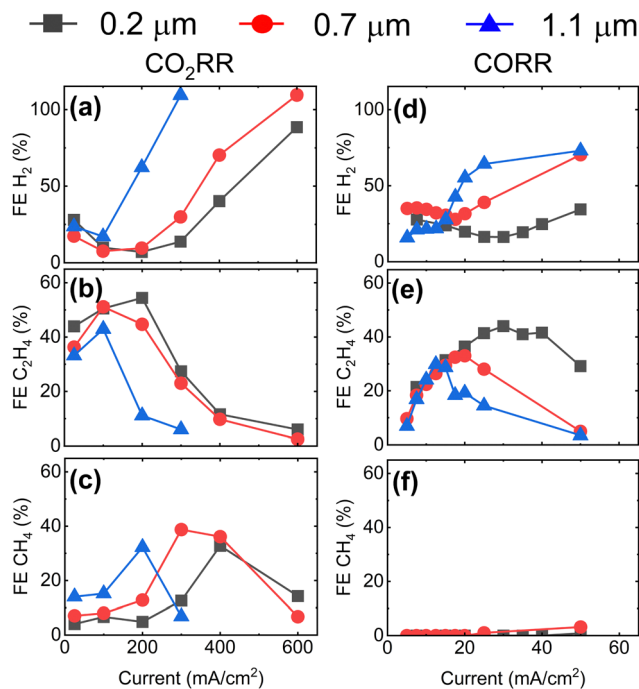 0.2 μm 0.7 μm 1.1 μm
CO₂RR CORR
(a)
FE H₂ (%)
100
50
0
(d)
FE H₂ (%)
100
50
0
(b)
FE C₂H₄ (%)
60
40
20
0
(e)
FE C₂H₄ (%)
60
40
20
0
(c)
FE CH₄ (%)
60
40
20
0
0 200 400 600
Current (mA/cm²)
(f)
FE CH₄ (%)
60
40
20
0
0 20 40 60
Current (mA/cm²)